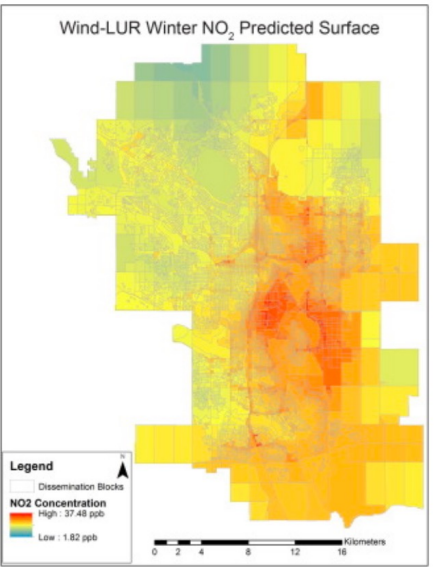 Wind-LUR Winter NO₂ Predicted Surface
Legend
N
Dissemination Blocks
NO2 Concentration
High : 37.48 ppb
Low : 1.82 ppb
Kilometers
0 2 4 8 12 16